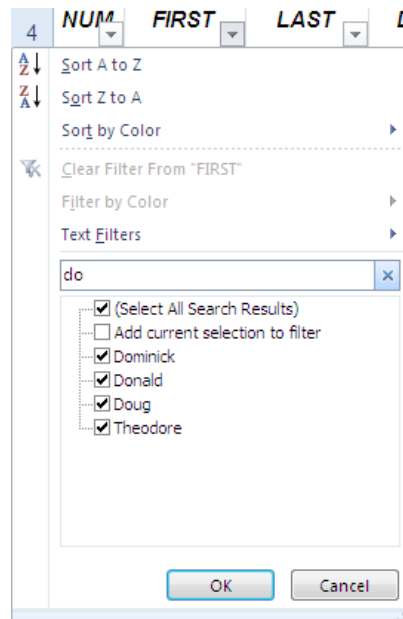 4 NUM FIRST LAST
Sort A to Z
Sort Z to A
Sort by Color
Clear Filter From "FIRST"
Filter by Color
Text Filters
do
(Select All Search Results)
Add current selection to filter
Dominick
Donald
Doug
Theodore
OK Cancel